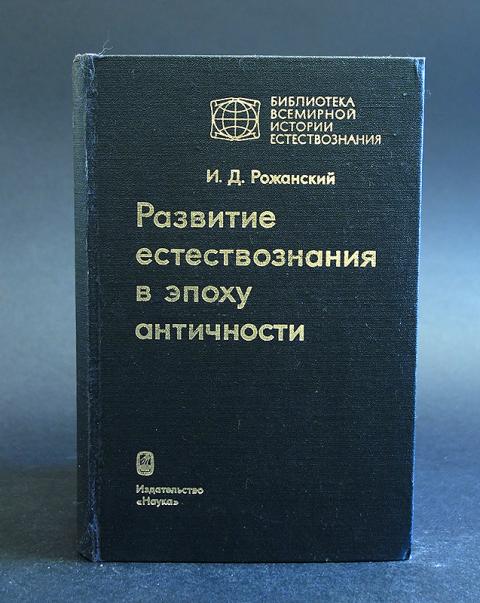 БИБЛИОТЕКА
ВСЕМИРНОЙ
ИСТОРИИ
ЕСТЕСТВОЗНАНИЯ
И. Д. Рожанский
Развитие
естествознания
в эпоху
античности
Издательство
«Наука»